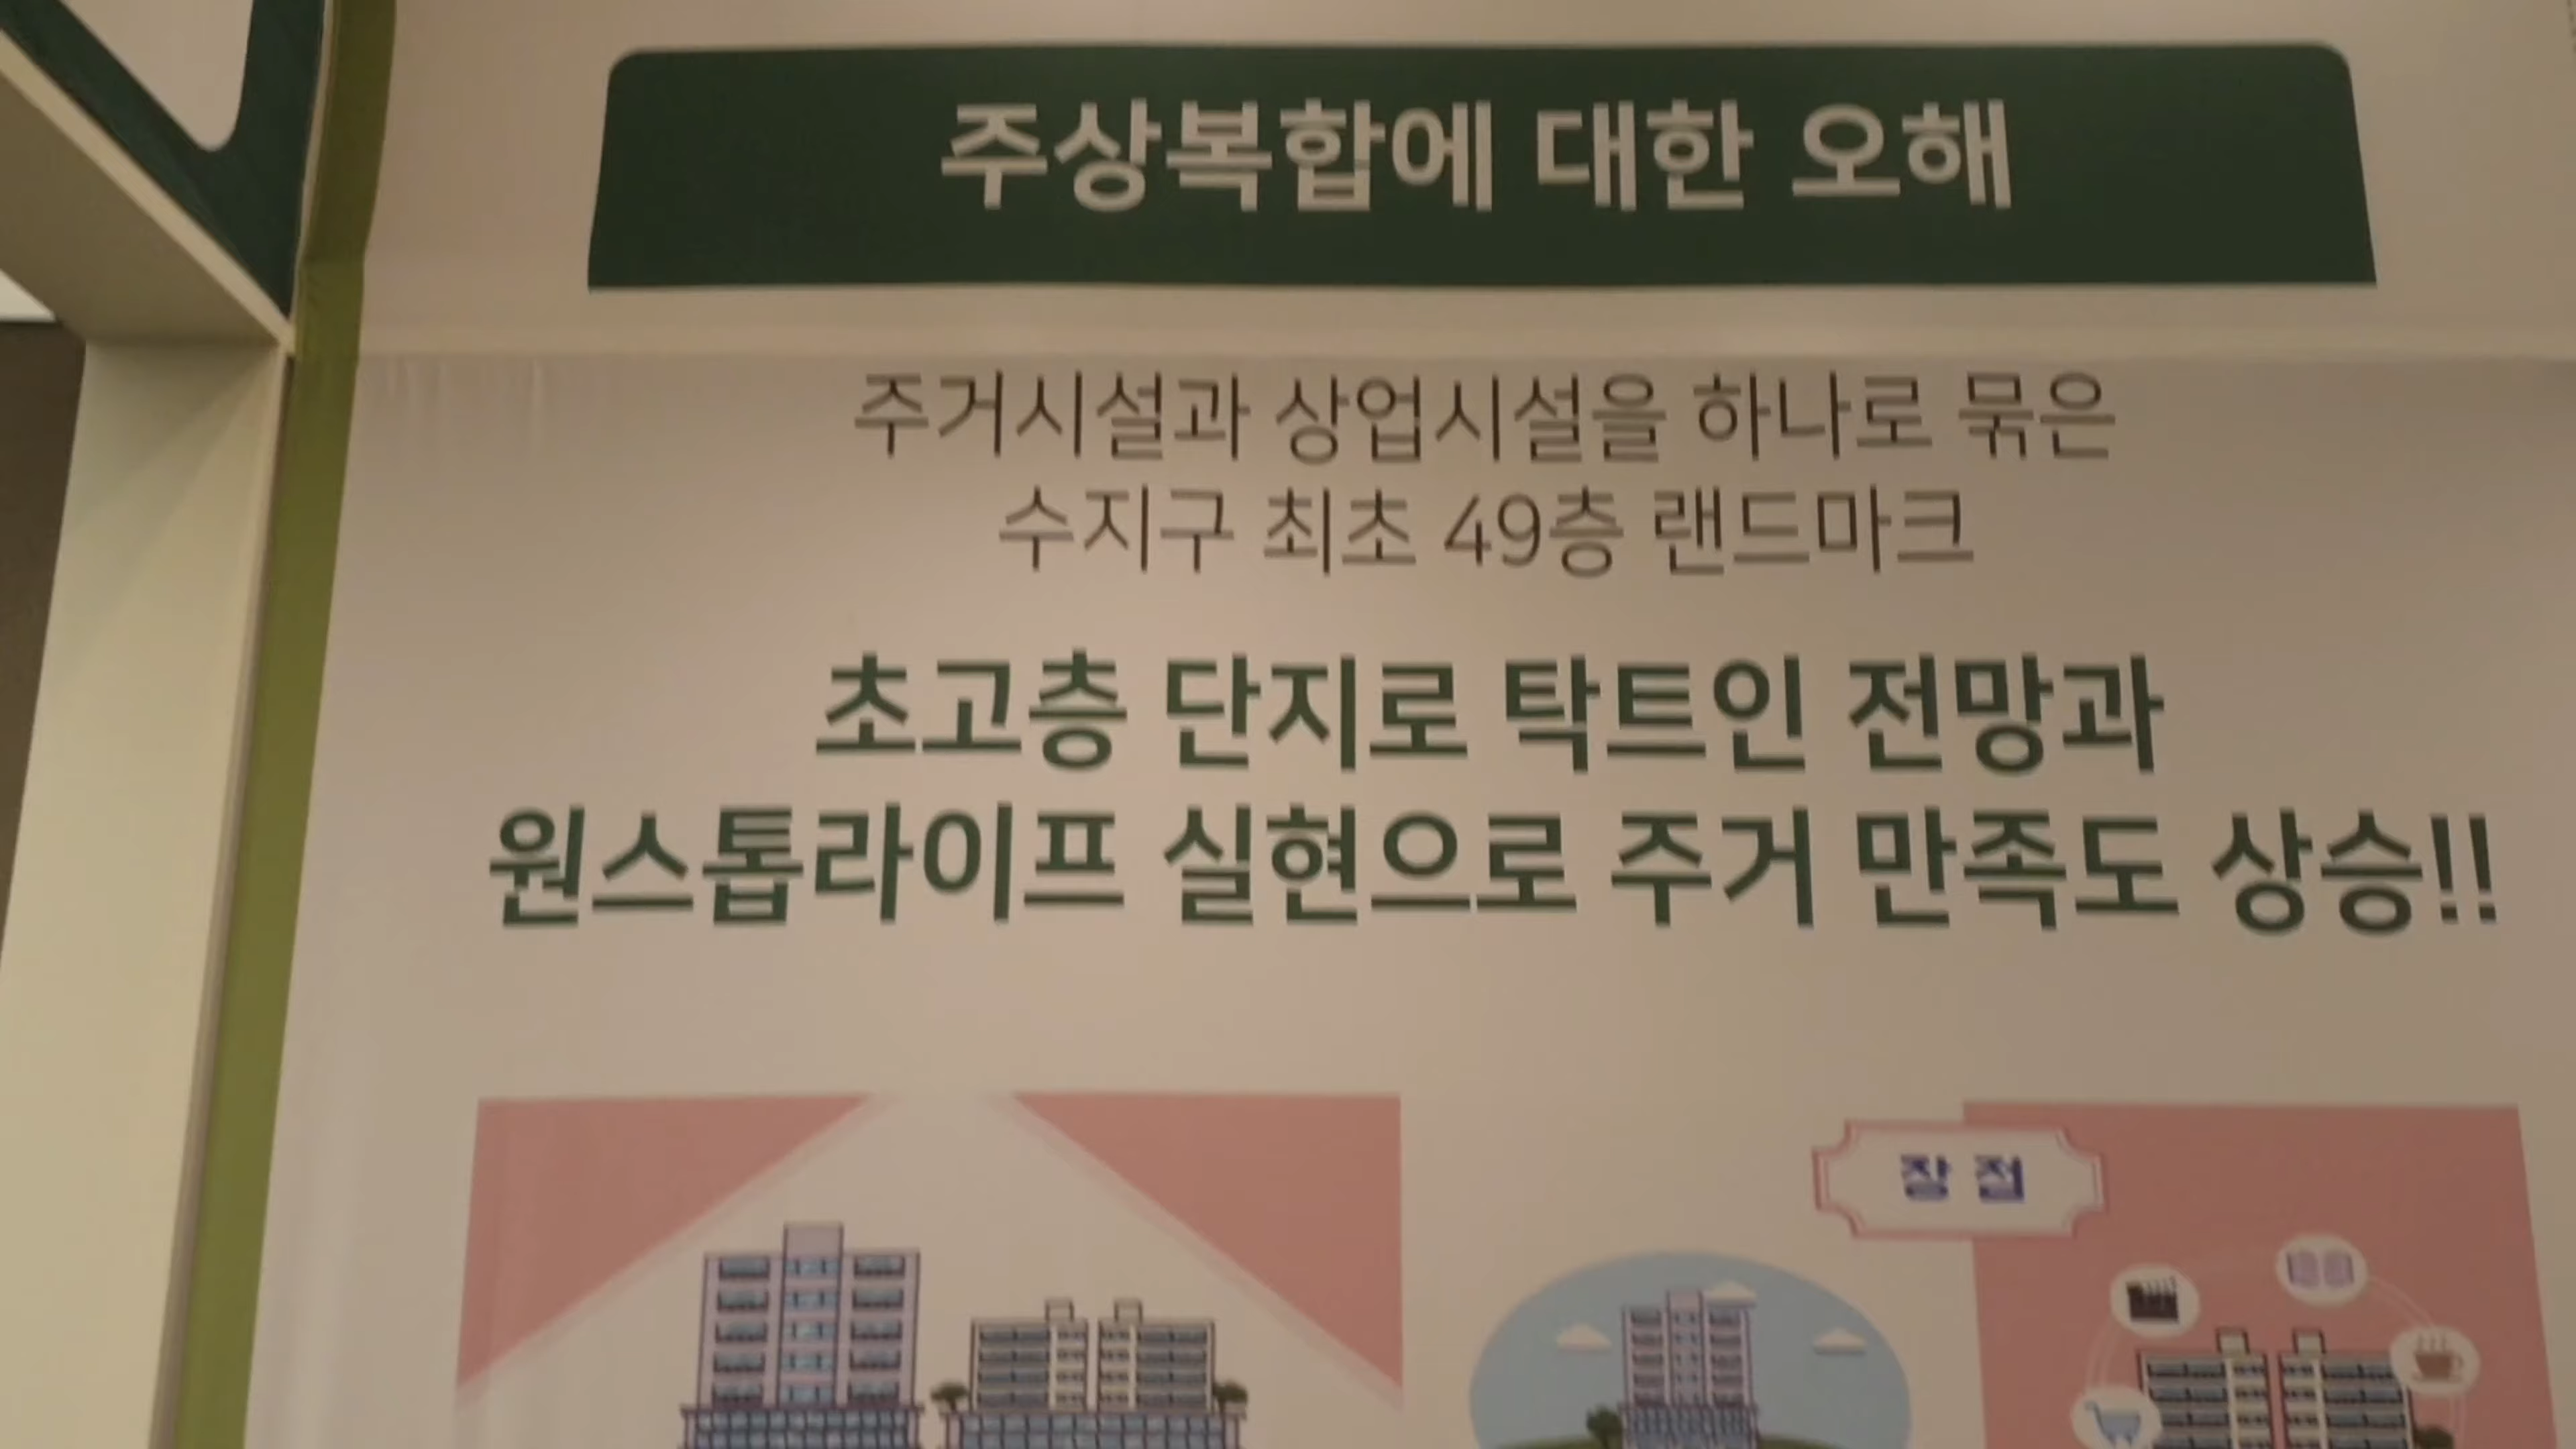 주상복합에 대한 오해
주거시설과 상업시설을 하나로 묶은
수지구 최초 49층 랜드마크
초고층 단지로 탁트인 전망과
원스톱라이프 실현으로 주거 만족도 상승!!
장 점